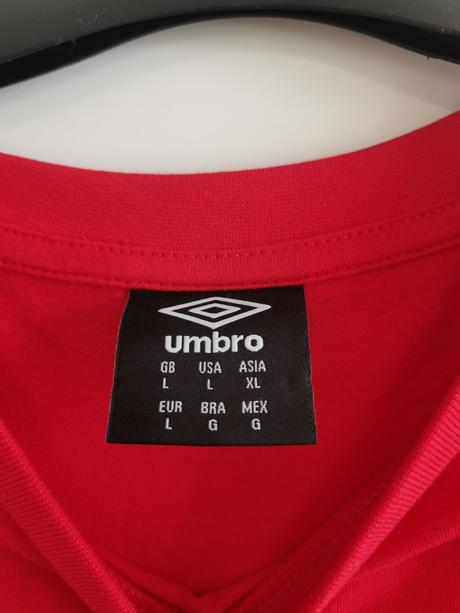 umbro
GB USA ASIA
L L XL
EUR BRA MEX
L G G